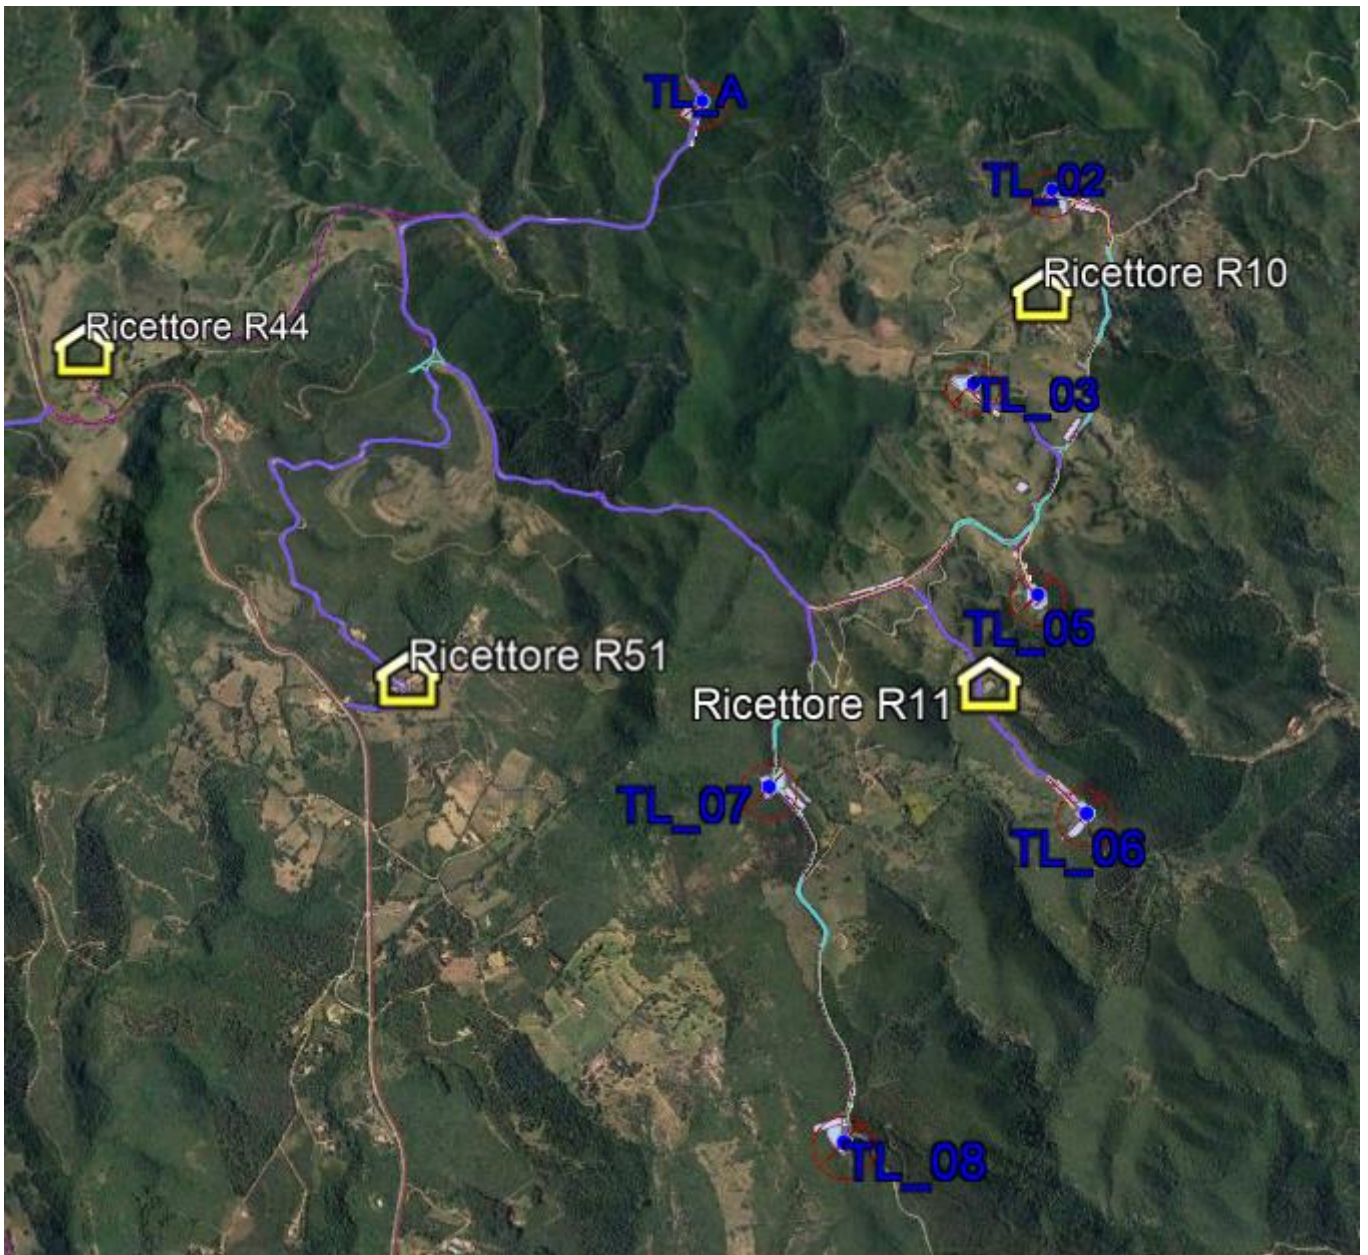 TL_A
TL_02
Ricettore R10
Ricettore R44
TL_03
TL_05
Ricettore R51
Ricettore R11
TL_07
TL_06
TL_08